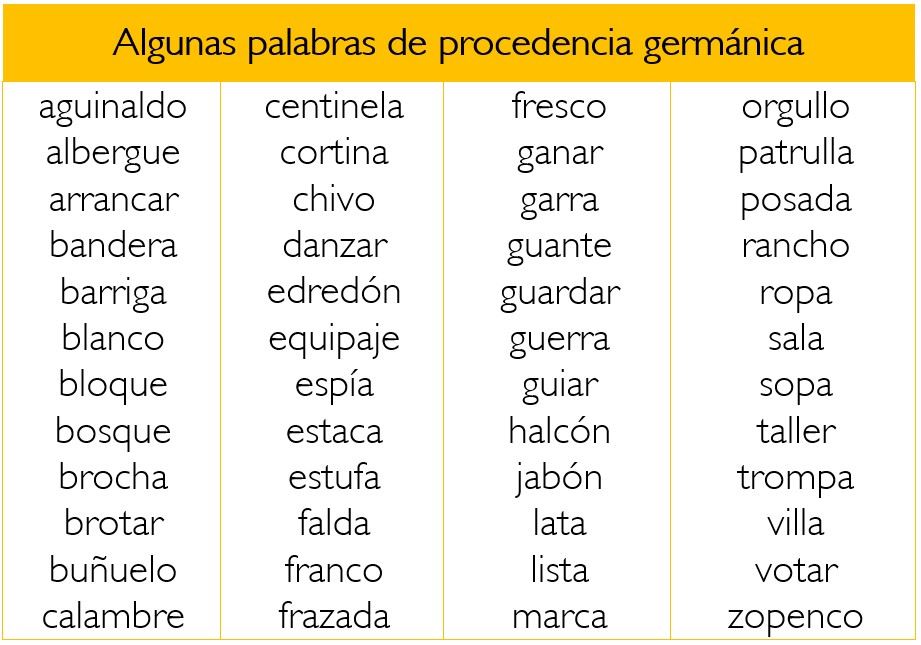 Algunas palabras de procedencia germánica
aguinaldo centinela fresco orgullo
albergue cortina ganar patrulla
arrancar chivo garra posada
bandera danzar guante rancho
barriga edredón guardar ropa
blanco equipaje guerra sala
bloque espía guiar sopa
bosque estaca halcón taller
brocha estufa jabón trompa
brotar falda lata villa
buñuelo franco lista votar
calambre frazada marca zopenco